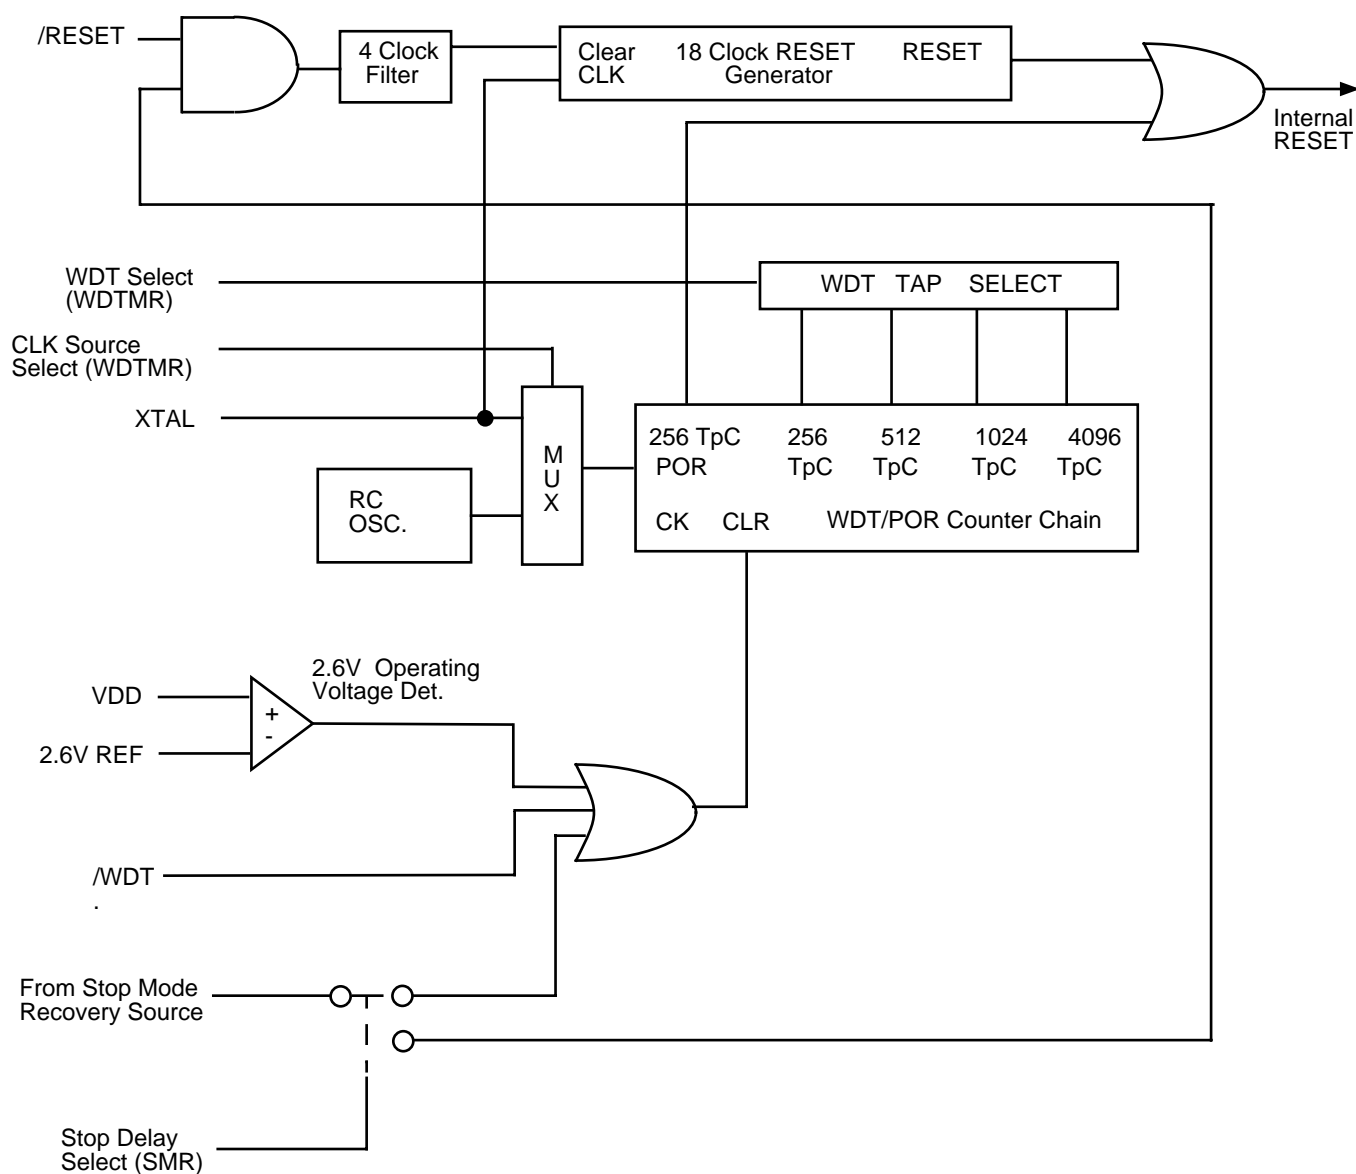 /RESET
4 Clock
Filter
Clear 18 Clock RESET RESET
CLK Generator
Internal
RESET
WDT Select
(WDTMR)
WDT TAP SELECT
CLK Source
Select (WDTMR)
XTAL
M
U
X
RC
OSC.
256 TpC 256 512 1024 4096
POR TpC TpC TpC TpC
CK CLR WDT/POR Counter Chain
2.6V Operating
Voltage Det.
VDD
+
-
2.6V REF
/WDT
.
From Stop Mode
Recovery Source
Stop Delay
Select (SMR)